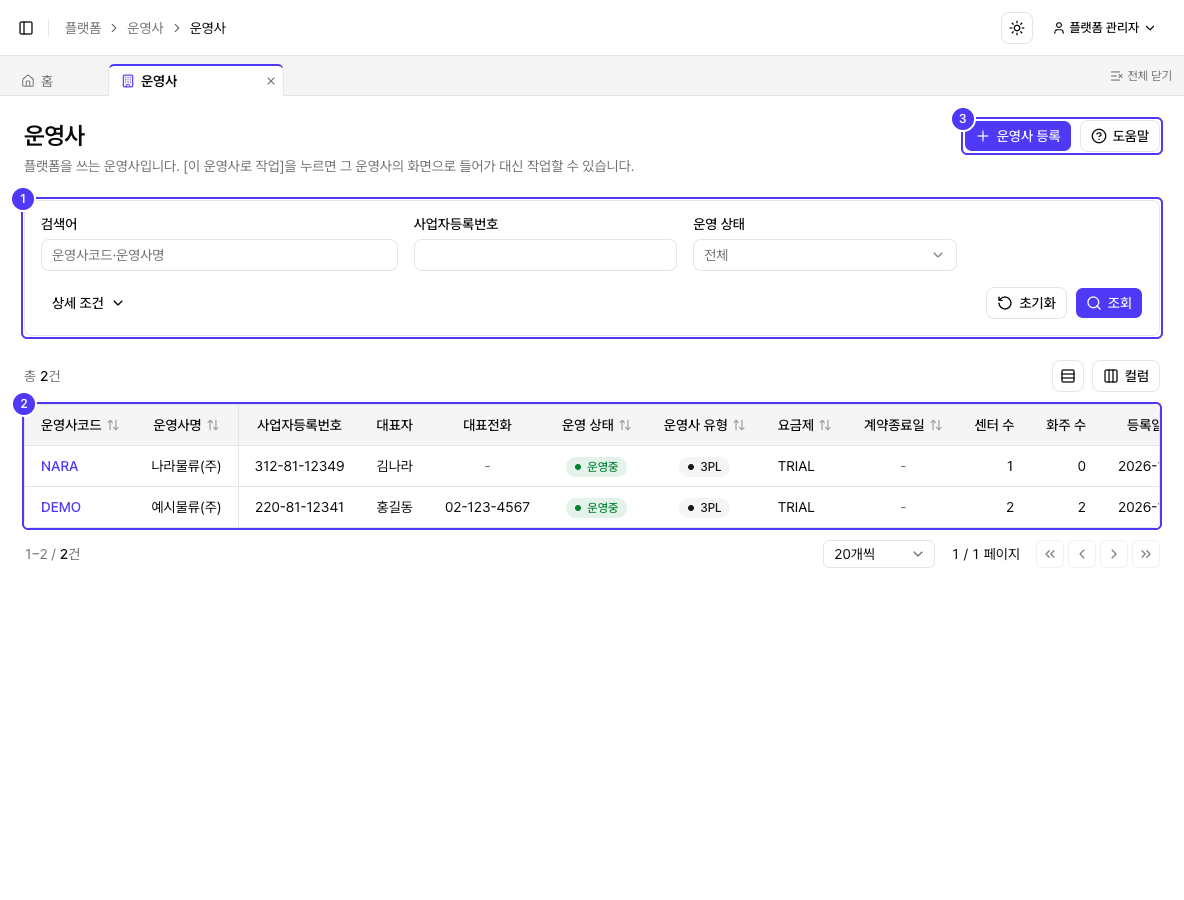 플랫폼 > 운영사 > 운영사
플랫폼 관리자
홈
운영사
전체 닫기
운영사
3
+ 운영사 등록
도움말
플랫폼을 쓰는 운영사입니다. [이 운영사로 작업]을 누르면 그 운영사의 화면으로 들어가 대신 작업할 수 있습니다.
1
검색어 사업자등록번호 운영 상태
운영사코드·운영사명 전체
상세 조건 초기화 조회
총 2건 컬럼
2
운영사코드 운영사명 사업자등록번호 대표자 대표전화 운영 상태 운영사 유형 요금제 계약종료일 센터 수 화주 수 등록일
NARA 나라물류(주) 312-81-12349 김나라 - 운영중 3PL TRIAL - 1 0 2026-
DEMO 예시물류(주) 220-81-12341 홍길동 02-123-4567 운영중 3PL TRIAL - 2 2 2026-
1–2 / 2건 20개씩 1 / 1 페이지